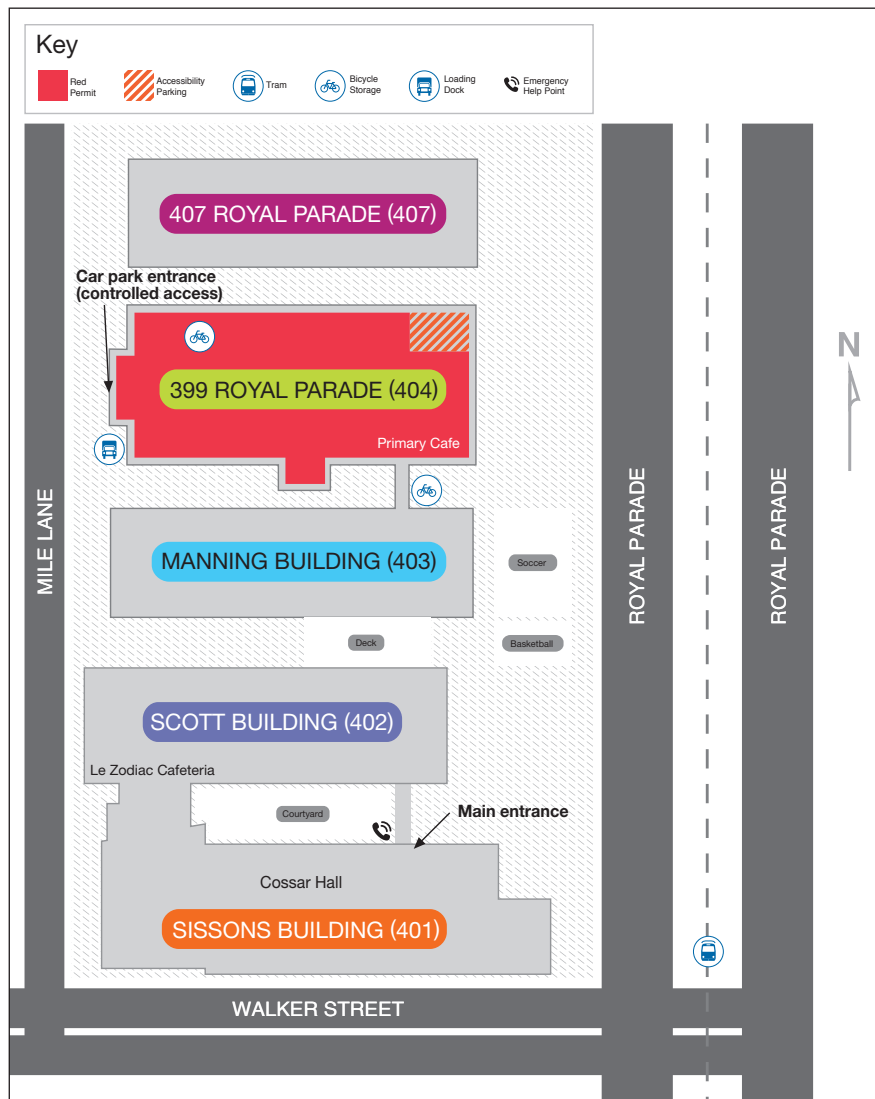 Key
Red
Permit
Accessibility
Parking
Tram
Bicycle
Storage
Loading
Dock
Emergency
Help Point
407 ROYAL PARADE (407)
Car park entrance
(controlled access)
399 ROYAL PARADE (404)
Primary Cafe
N
MILE LANE
MANNING BUILDING (403)
Soccer
ROYAL PARADE
ROYAL PARADE
Deck
Basketball
SCOTT BUILDING (402)
Le Zodiac Cafeteria
Courtyard
Main entrance
Cossar Hall
SISSONS BUILDING (401)
WALKER STREET